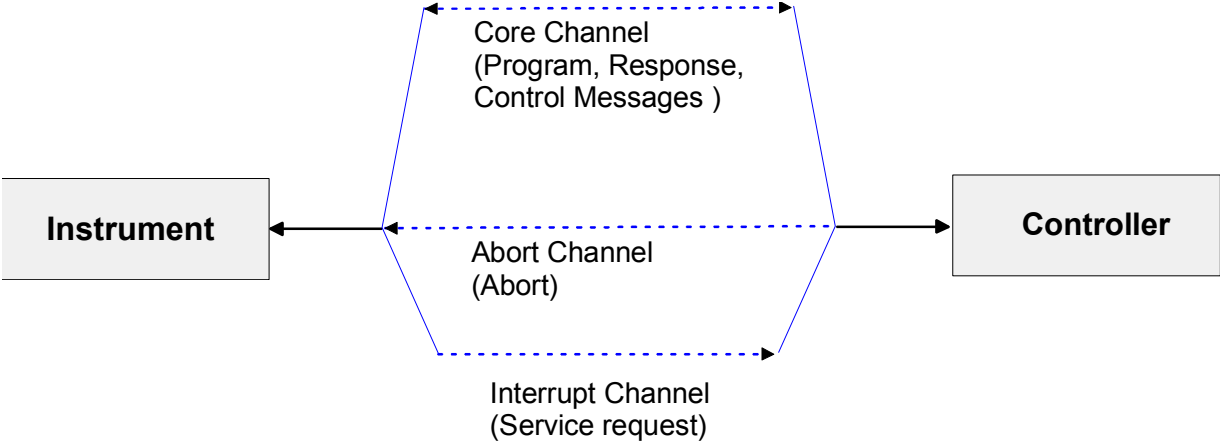 Core Channel
(Program, Response,
Control Messages )
Instrument
Controller
Abort Channel
(Abort)
Interrupt Channel
(Service request)